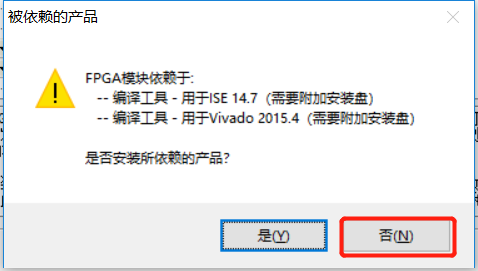 被依赖的产品
FPGA模块依赖于:
-- 编译工具 - 用于ISE 14.7（需要附加安装盘）
-- 编译工具 - 用于Vivado 2015.4（需要附加安装盘）
是否安装所依赖的产品?
是(Y)
否(N)